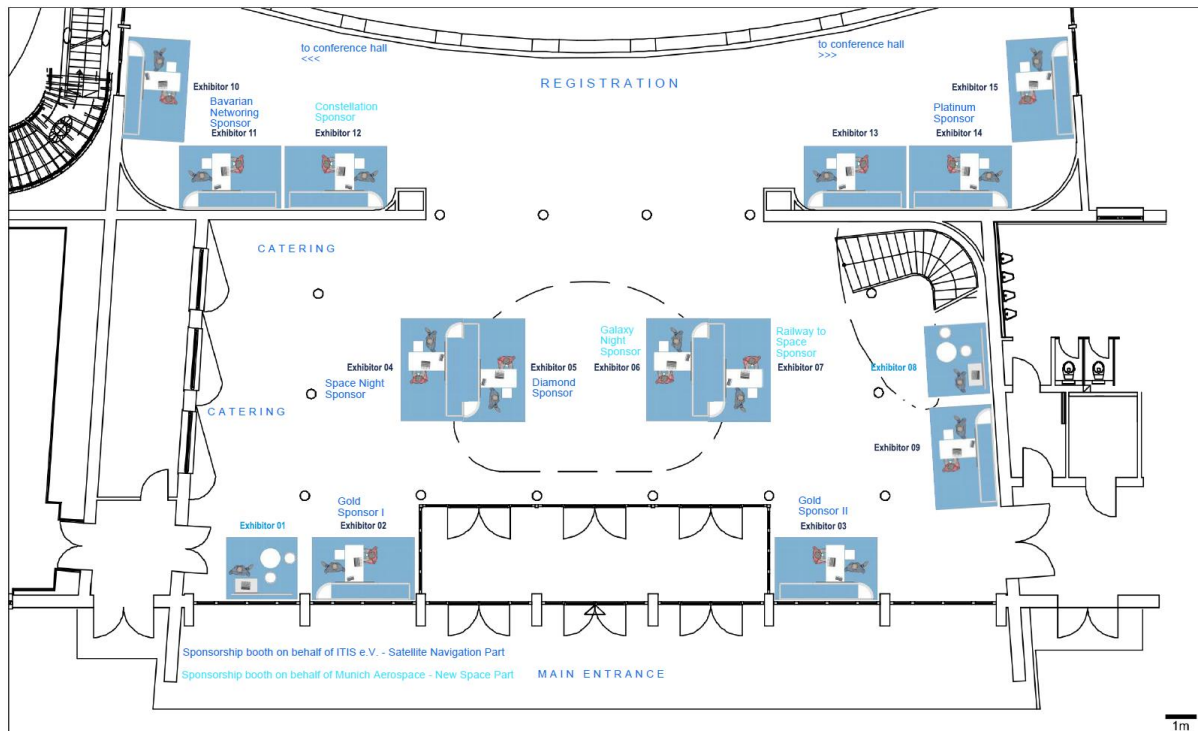 to conference hall
<<<
to conference hall
>>>
REGISTRATION
Exhibitor 10
Exhibitor 15
Bavarian
Networing
Sponsor
Exhibitor 11
Constellation
Sponsor
Exhibitor 12
Exhibitor 13
Platinum
Sponsor
Exhibitor 14
CATERING
Galaxy
Night
Sponsor
Railway to
Space
Sponsor
Exhibitor 04
Exhibitor 05
Exhibitor 06
Exhibitor 07
Exhibitor 08
Space Night
Sponsor
Diamond
Sponsor
CATERING
Exhibitor 09
Gold
Sponsor I
Gold
Sponsor II
Exhibitor 01
Exhibitor 02
Exhibitor 03
Sponsorship booth on behalf of ITIS e.V. - Satellite Navigation Part
Sponsorship booth on behalf of Munich Aerospace - New Space Part
MAIN ENTRANCE
1m